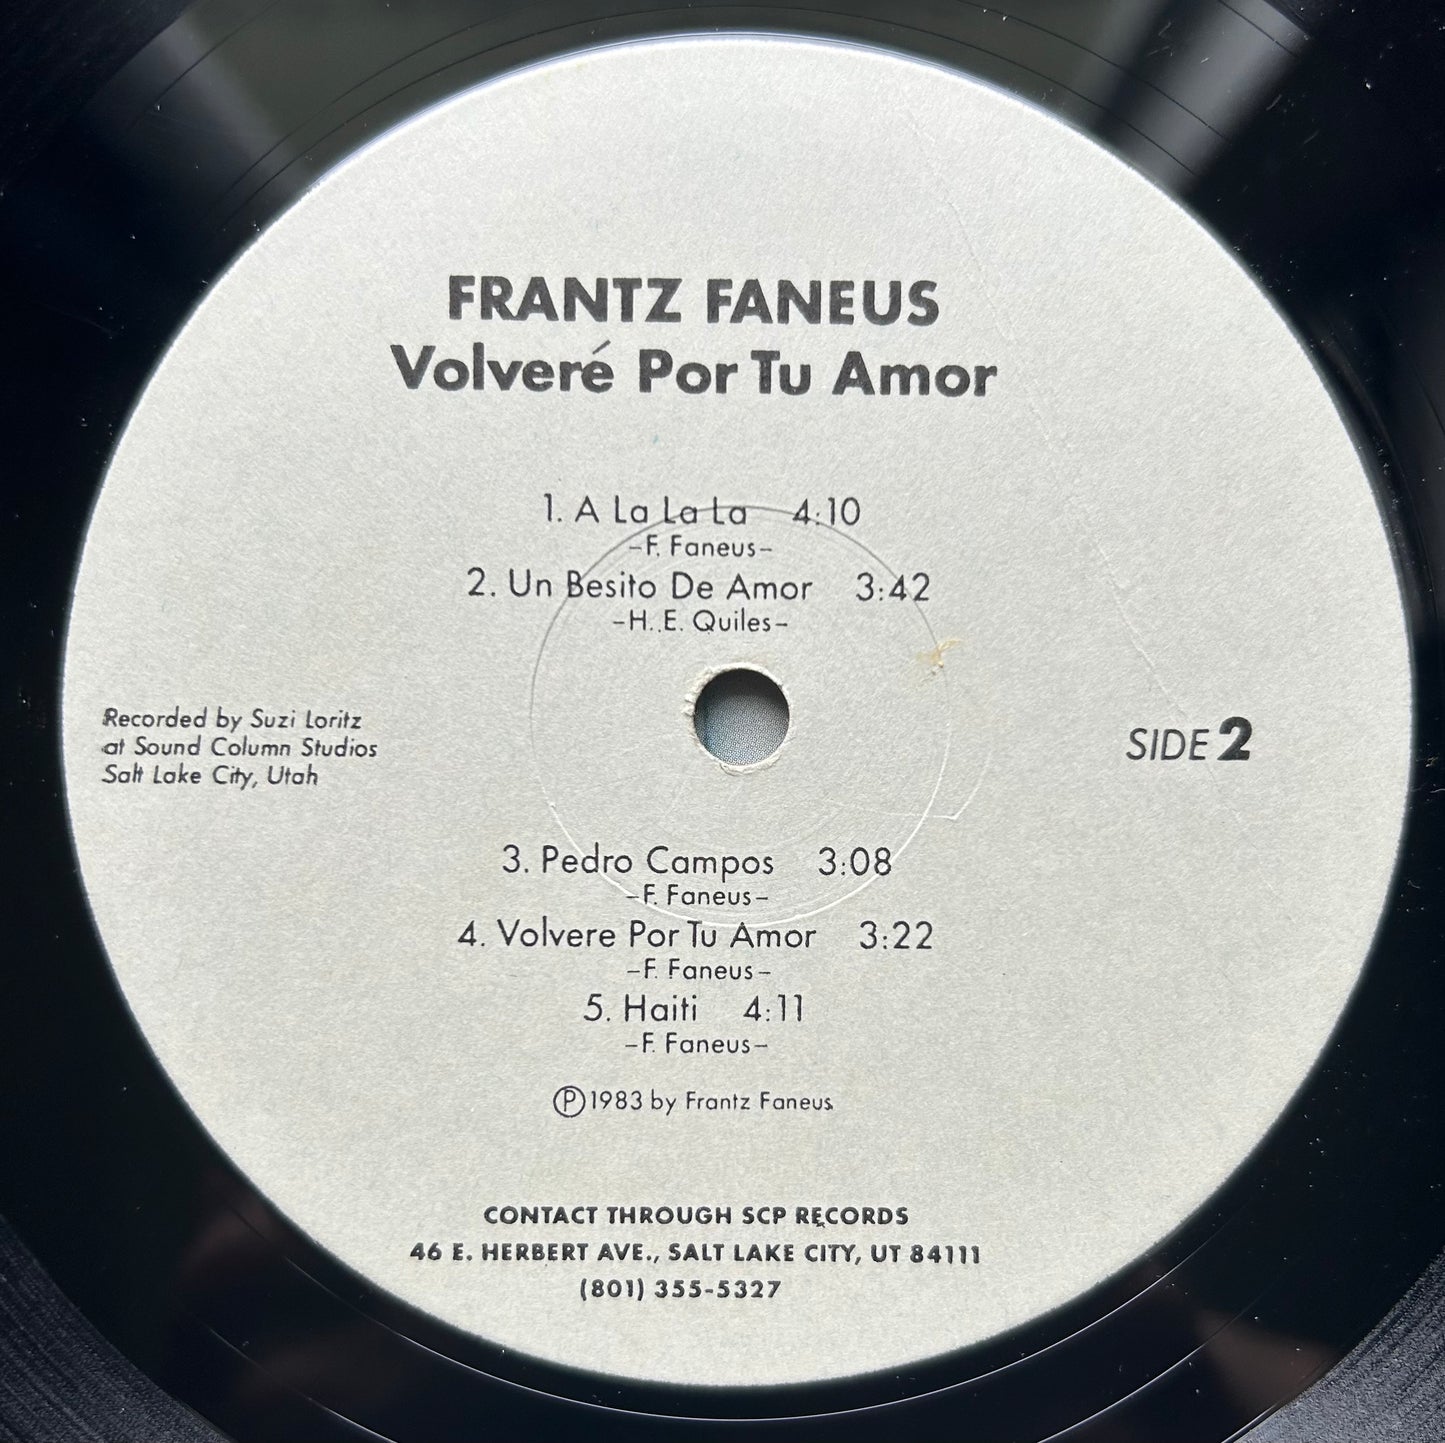 FRANTZ FANEUS
Volveré Por Tu Amor
1. A La La La 4:10
-F. Faneus-
2. Un Besito De Amor 3:42
-H. E. Quiles-
Recorded by Suzi Loritz
at Sound Column Studios
Salt Lake City, Utah
SIDE 2
3. Pedro Campos 3:08
-F. Faneus-
4. Volvere Por Tu Amor 3:22
-F. Faneus-
5. Haiti 4:11
-F. Faneus-
℗1983 by Frantz Faneus
CONTACT THROUGH SCP RECORDS
46 E. HERBERT AVE., SALT LAKE CITY, UT 84111
(801) 355-5327